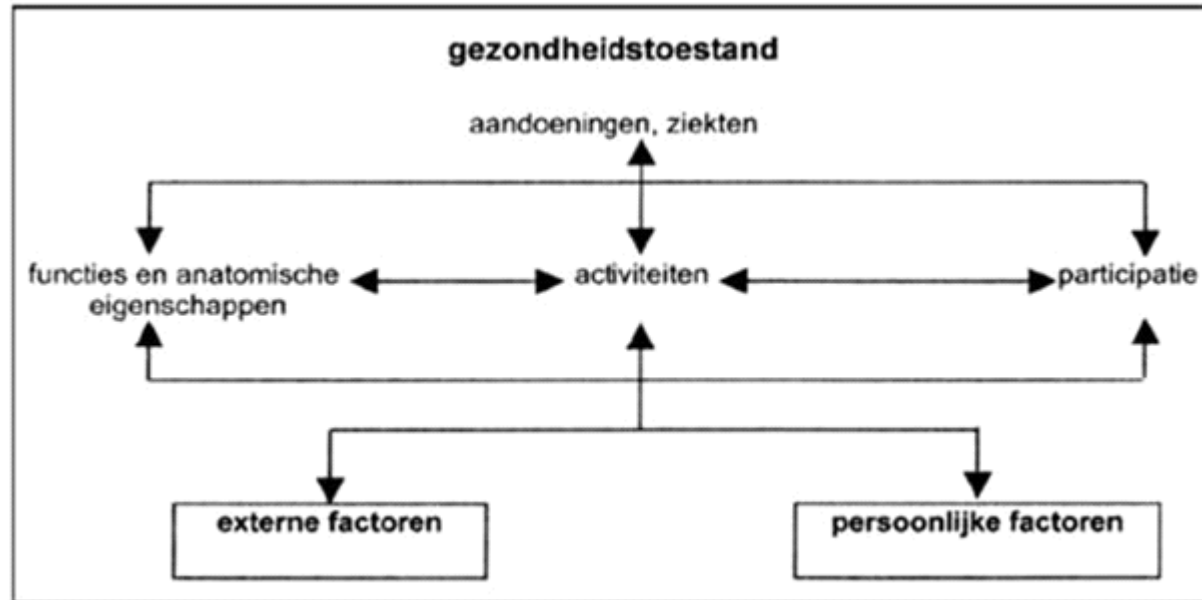 gezondheidstoestand
aandoeningen, ziekten
functies en anatomische
eigenschappen
activiteiten
participatie
externe factoren
persoonlijke factoren